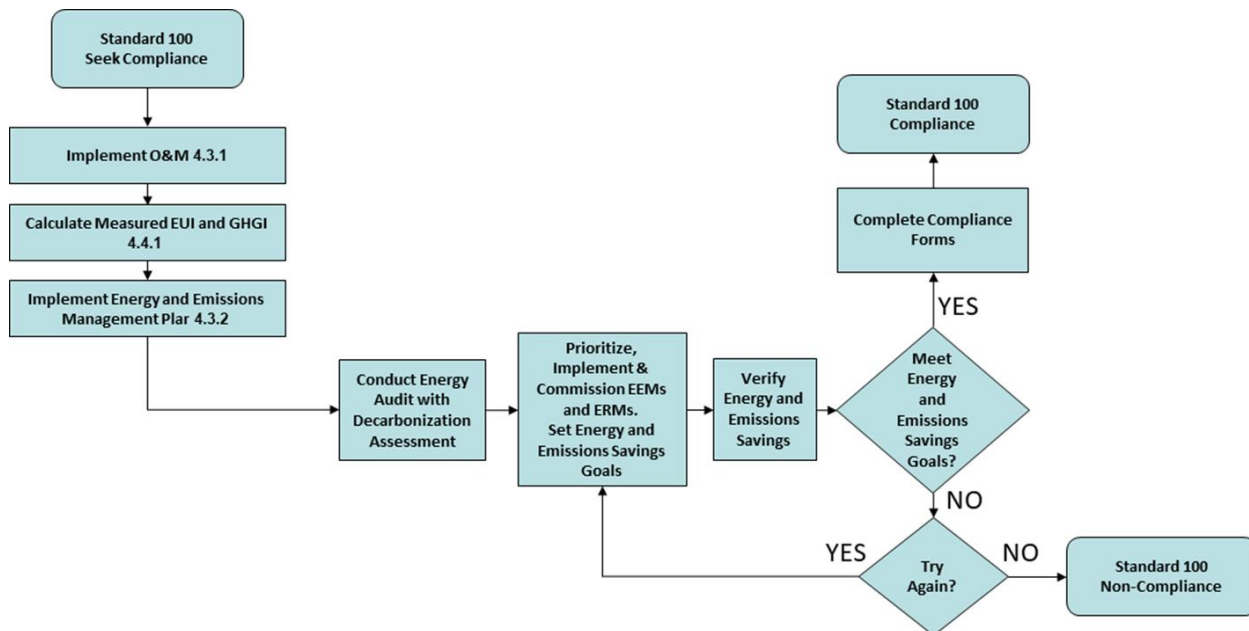 Standard 100
Seek Compliance
Implement O&M 4.3.1
Calculate Measured EUI and GHGI
4.4.1
Implement Energy and Emissions
Management Plar 4.3.2
Conduct Energy
Audit with
Decarbonization
Assessment
Prioritize,
Implement &
Commission EEMs
and ERMs.
Set Energy and
Emissions Savings
Goals
Verify
Energy and
Emissions
Savings
Meet
Energy
and
Emissions
Savings
Goals?
YES
Complete Compliance
Forms
Standard 100
Compliance
NO
Try
Again?
YES
NO
Standard 100
Non-Compliance